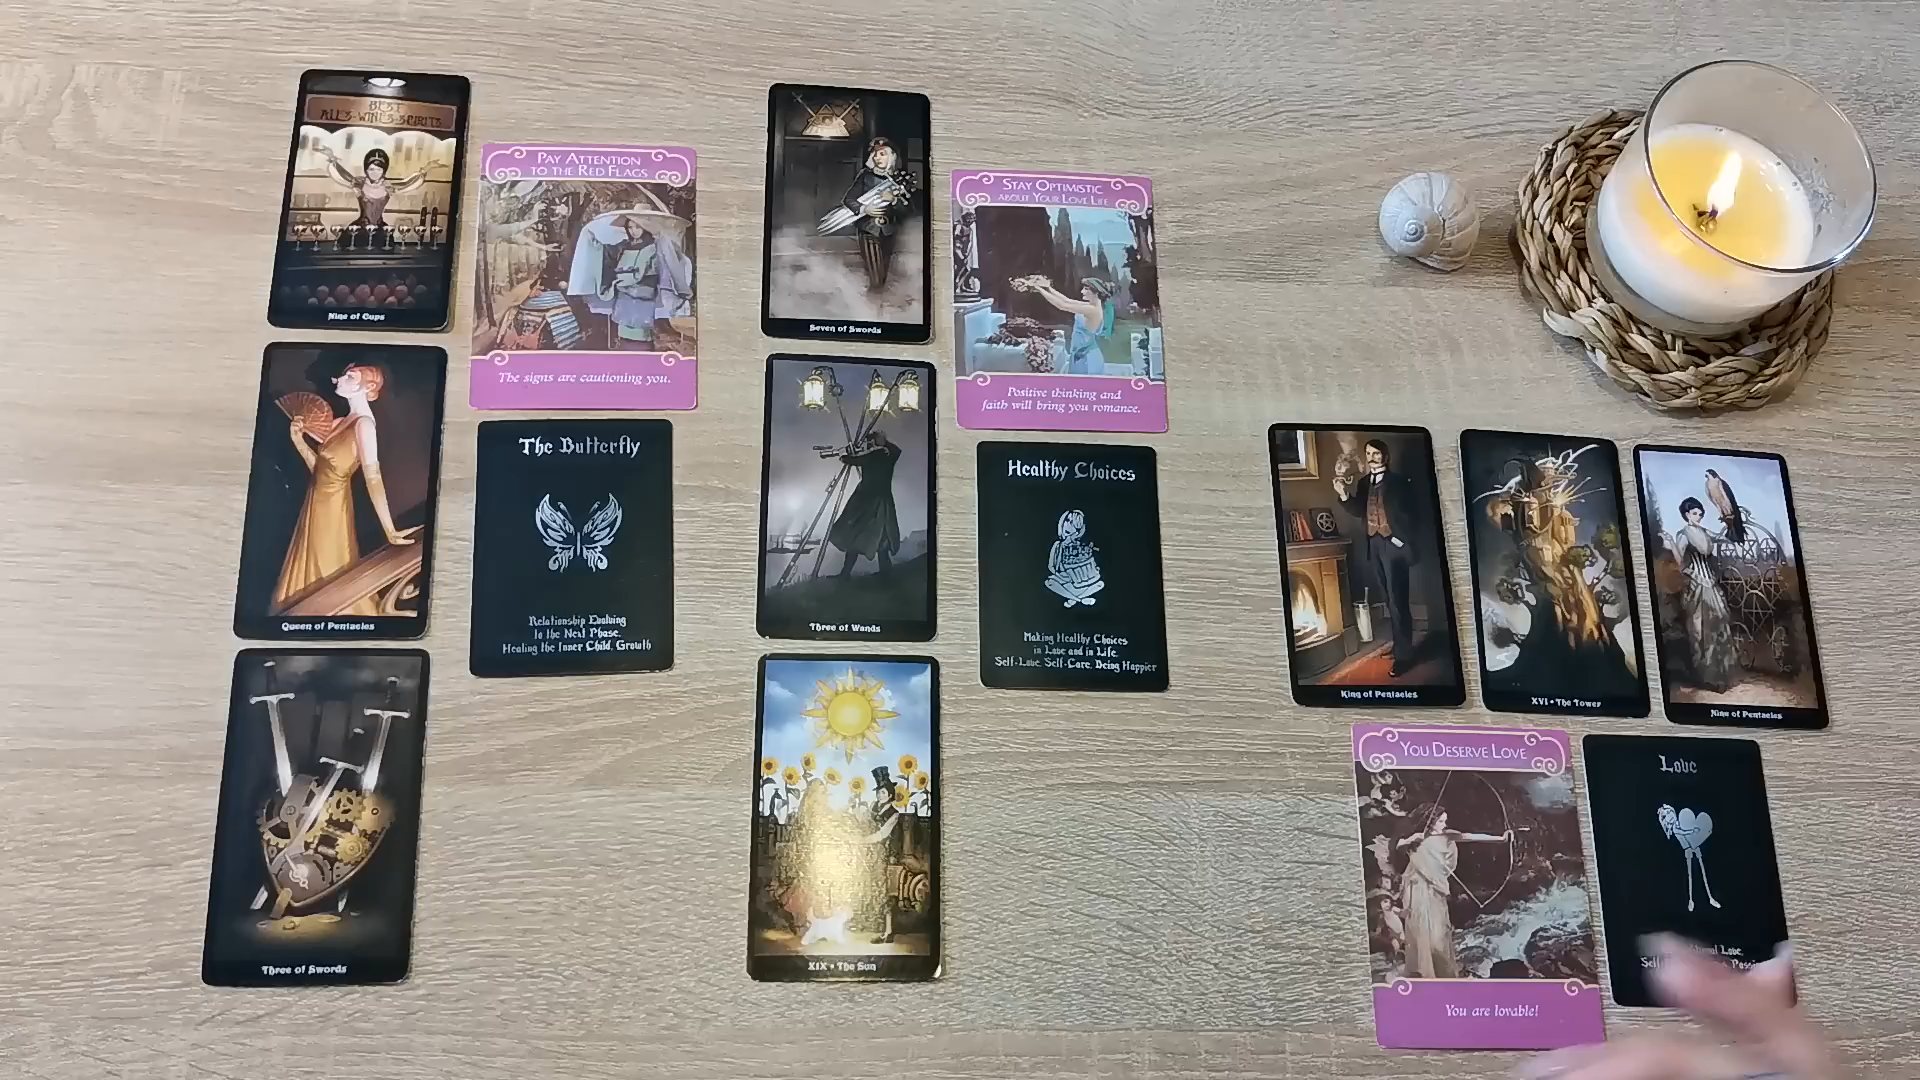 BEST
ALES-WINES-SPIRITS
Nine of Cups
PAY ATTENTION
TO THE RED FLAGS
The signs are cautioning you.
Queen of Pentacles
The Butterfly
Relationship Evolving
to the Next Phase.
Healing the Inner Child, Growth
Three of Swords
Seven of Swords
STAY OPTIMISTIC
ABOUT YOUR LOVE LIFE
Positive thinking and
faith will bring you romance.
Three of Wands
Healthy Choices
Making Healthy Choices
in Love and in Life.
Self-Love, Self-Care, Being Happier
XIX • The Sun
King of Pentacles
XVI • The Tower
Nine of Pentacles
YOU DESERVE LOVE
You are lovable!
Love
Love,